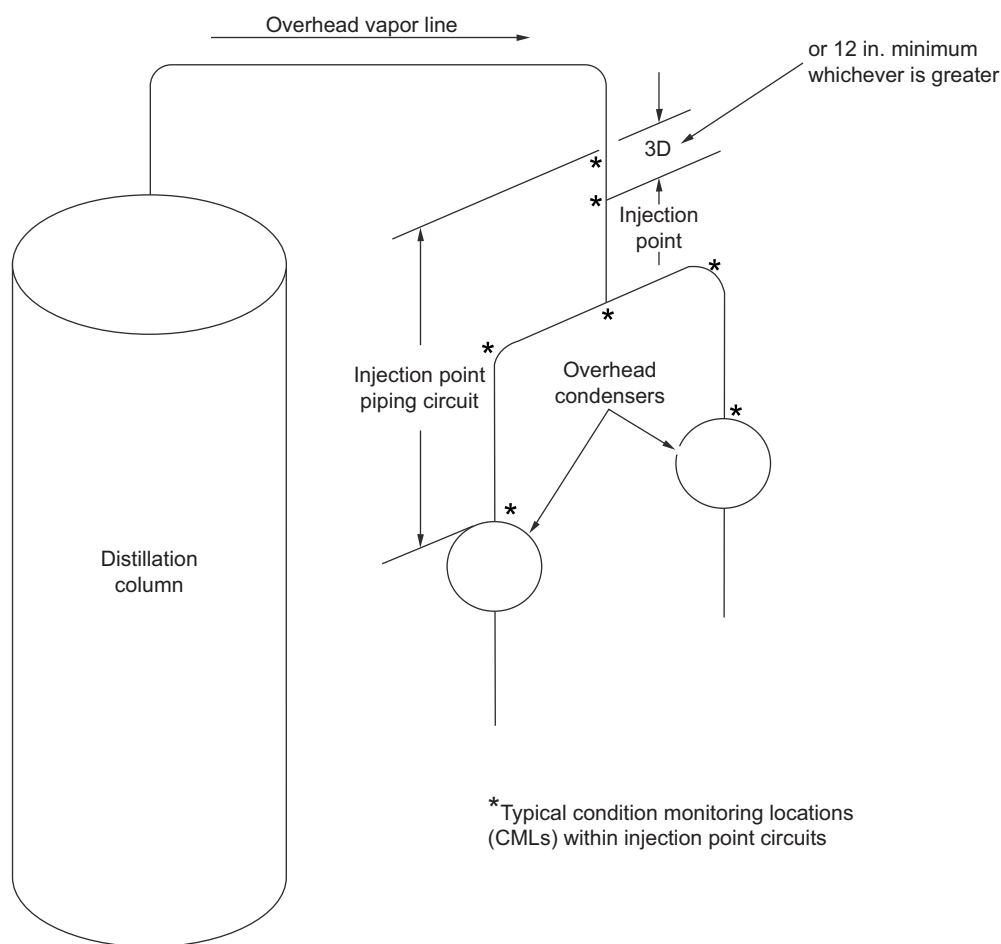 Overhead vapor line
or 12 in. minimum
whichever is greater
*
3D
*
Injection
point
*
*
*
Injection point
piping circuit
Overhead
condensers
*
*
Distillation
column
*Typical condition monitoring locations
(CMLs) within injection point circuits